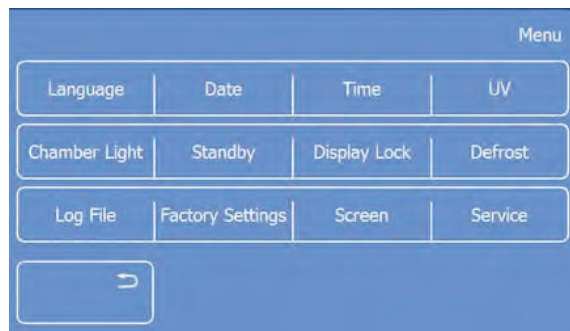 Menu
Language Date Time UV
Chamber Light Standby Display Lock Defrost
Log File Factory Settings Screen Service